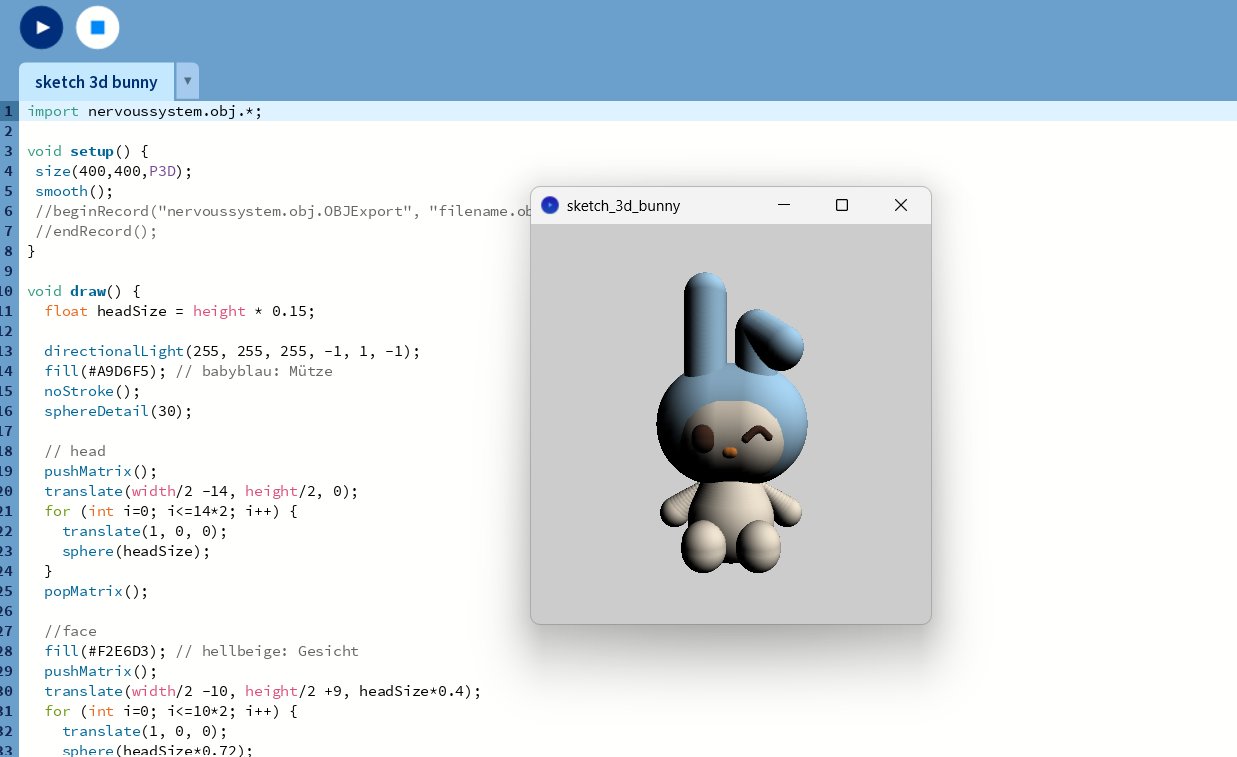 sketch 3d bunny
1 import nervoussystem.obj.*;
2
3 void setup() {
4 size(400,400,P3D);
5 smooth();
6 //beginRecord("nervoussystem.obj.OBJExport", "filename.ob
7 //endRecord();
8 }
9
10 void draw() {
11 float headSize = height * 0.15;
12
13 directionalLight(255, 255, 255, -1, 1, -1);
14 fill(#A9D6F5); // babyblau: Mütze
15 noStroke();
16 sphereDetail(30);
17
18 // head
19 pushMatrix();
20 translate(width/2 -14, height/2, 0);
21 for (int i=0; i<=14*2; i++) {
22 translate(1, 0, 0);
23 sphere(headSize);
24 }
25 popMatrix();
26
27 //face
28 fill(#F2E6D3); // hellbeige: Gesicht
29 pushMatrix();
30 translate(width/2 -10, height/2 +9, headSize*0.4);
31 for (int i=0; i<=10*2; i++) {
32 translate(1, 0, 0);
33 sphere(headSize*0.72);
sketch_3d_bunny